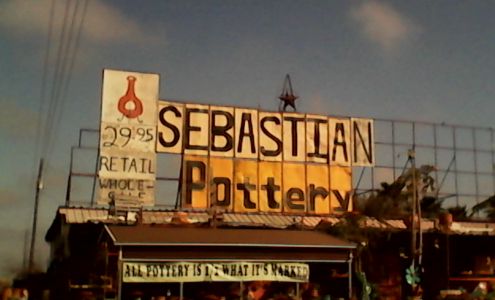 29.95
RETAIL
WHOLE-
SEBASTIAN
Pottery
ALL POTTERY IS 1/2 WHAT IT'S MARKED